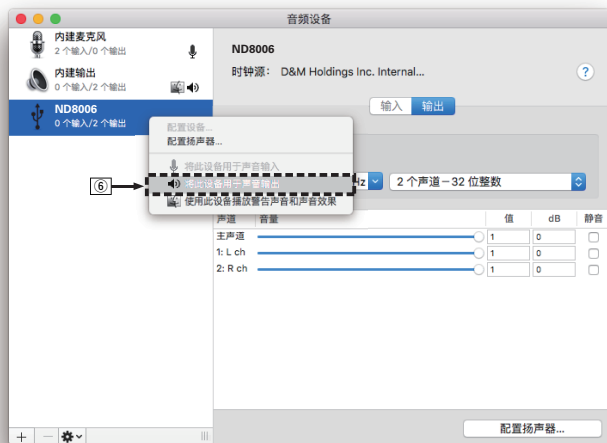 音频设备
内建麦克风
2 个输入/0 个输出
内建输出
0 个输入/2 个输出
ND8006
0 个输入/2 个输出
ND8006
时钟源： D&M Holdings Inc. Internal...
?
输入 输出
配置设备...
配置扬声器...
将此设备用于声音输入
⑥
将此设备用于声音输出
使用此设备播放警告声音和声音效果
Hz
2 个声道－32 位整数
声道 音量 值 dB 静音
主声道 1 0
1: L ch 1 0
2: R ch 1 0
配置扬声器...